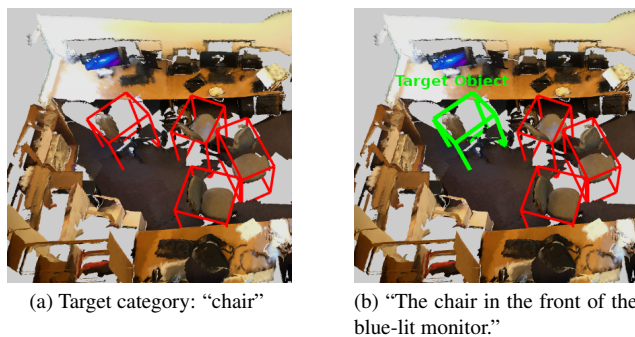 Target Object
(a) Target category: “chair”
(b) “The chair in the front of the
blue-lit monitor.”